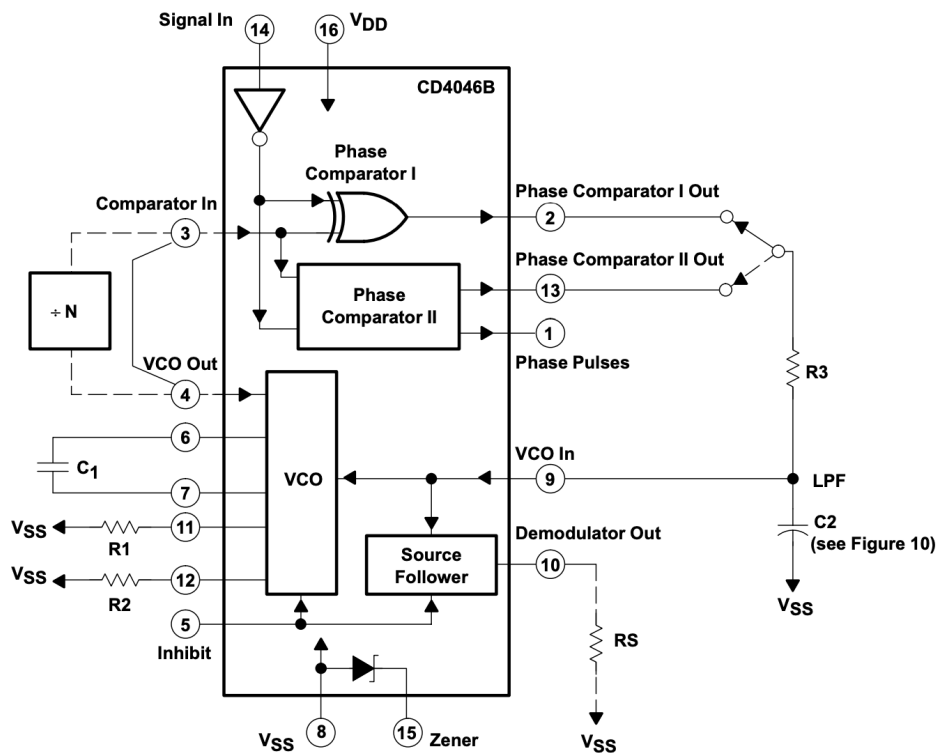 Signal In
14
16
VDD
CD4046B
Phase
Comparator I
Comparator In
3
Phase Comparator I Out
2
Phase Comparator II Out
13
Phase
Comparator II
1
Phase Pulses
÷ N
VCO Out
4
R3
6
C1
7
VCO
VCO In
9
LPF
C2
(see Figure 10)
VSS
VSS
R1
11
VSS
R2
12
Source
Follower
Demodulator Out
10
5
Inhibit
RS
VSS
VSS
8
15
Zener